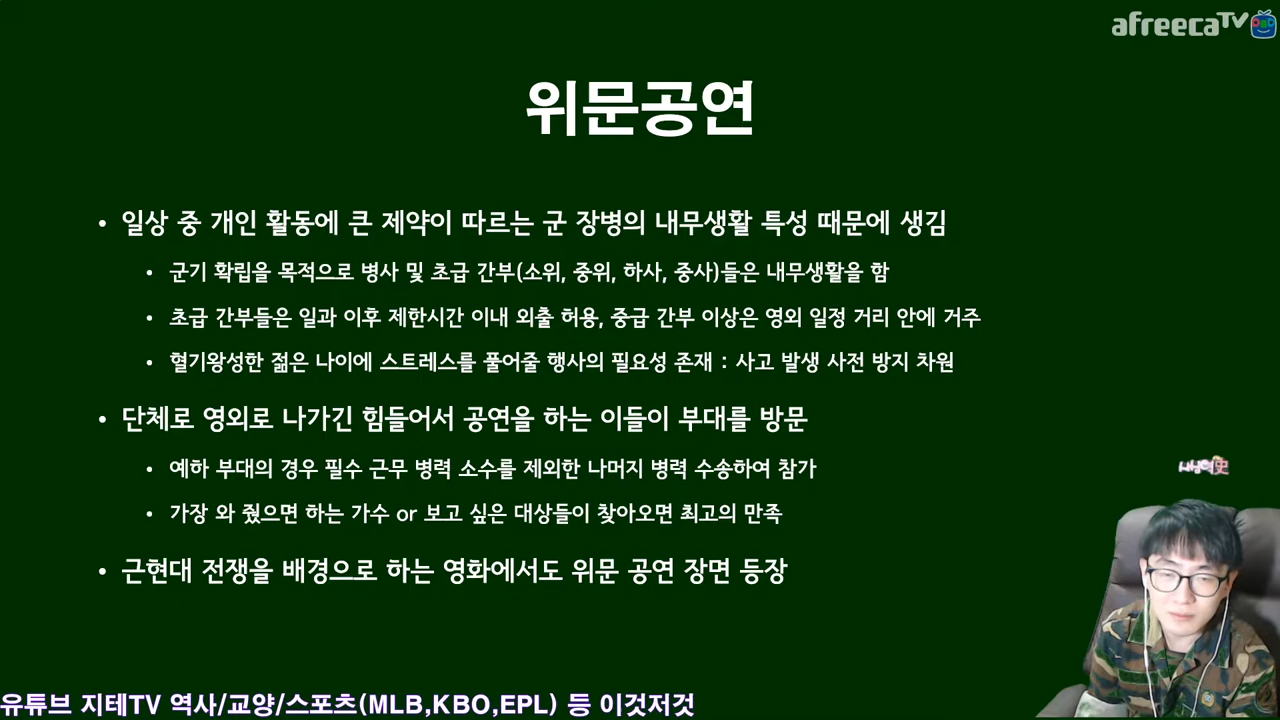 afreecaTV
위문공연
• 일상 중 개인 활동에 큰 제약이 따르는 군 장병의 내무생활 특성 때문에 생김
• 군기 확립을 목적으로 병사 및 초급 간부(소위, 중위, 하사, 중사)들은 내무생활을 함
• 초급 간부들은 일과 이후 제한시간 이내 외출 허용, 중급 간부 이상은 영외 일정 거리 안에 거주
• 혈기왕성한 젊은 나이에 스트레스를 풀어줄 행사의 필요성 존재 : 사고 발생 사전 방지 차원
• 단체로 영외로 나가긴 힘들어서 공연을 하는 이들이 부대를 방문
• 예하 부대의 경우 필수 근무 병력 소수를 제외한 나머지 병력 수송하여 참가
• 가장 와 줬으면 하는 가수 or 보고 싶은 대상들이 찾아오면 최고의 만족
• 근현대 전쟁을 배경으로 하는 영화에서도 위문 공연 장면 등장
유튜브 지테TV 역사/교양/스포츠(MLB,KBO,EPL) 등 이것저것